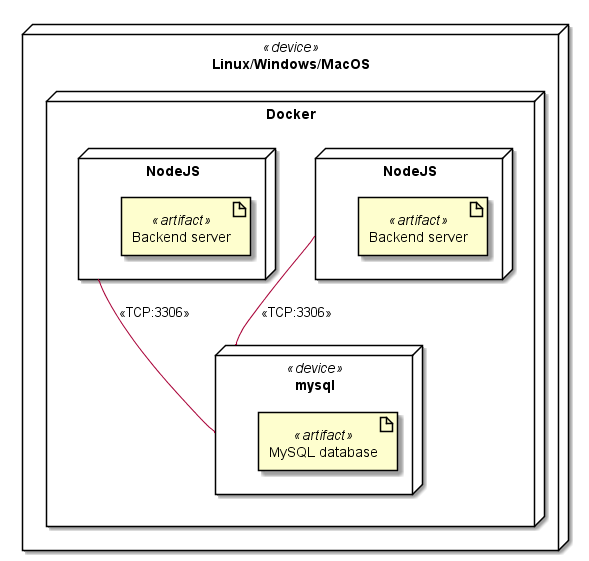 «device»
Linux/Windows/MacOS
Docker
NodeJS
«artifact»
Backend server
NodeJS
«artifact»
Backend server
«TCP:3306»
«TCP:3306»
«device»
mysql
«artifact»
MySQL database